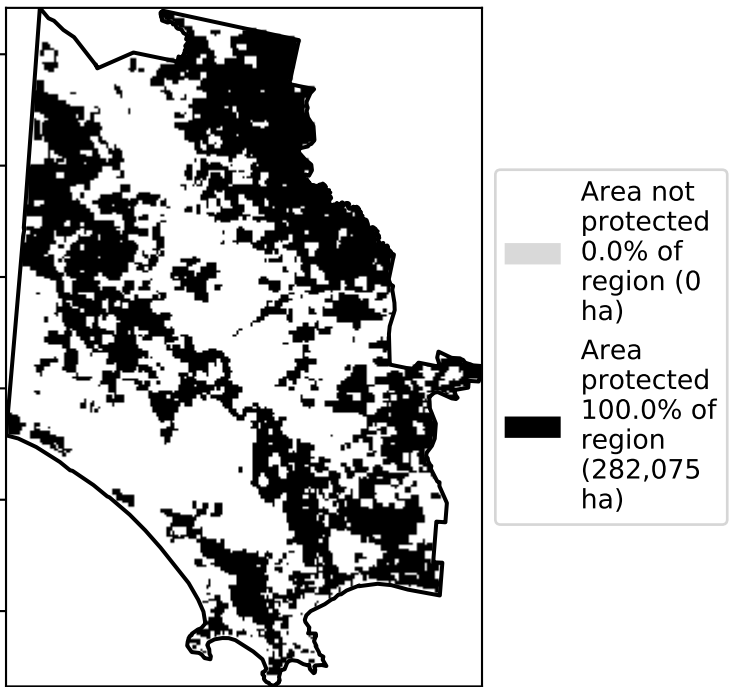 Area not
protected
0.0% of
region (0
ha)
Area
protected
100.0% of
region
(282,075
ha)